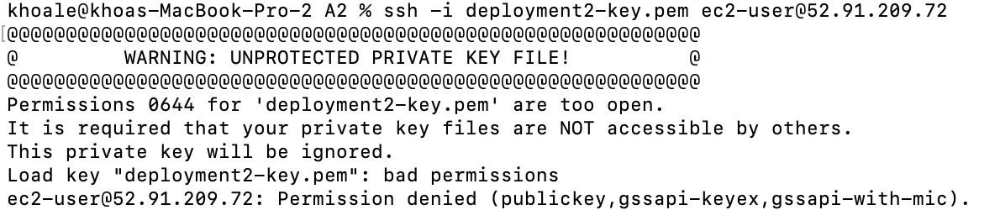 khoale@khoas-MacBook-Pro-2 A2 % ssh -i deployment2-key.pem ec2-user@52.91.209.72
[@@@@@@@@@@@@@@@@@@@@@@@@@@@@@@@@@@@@@@@@@@@@@@@@@@@@@@@@@@@
@         WARNING: UNPROTECTED PRIVATE KEY FILE!          @
@@@@@@@@@@@@@@@@@@@@@@@@@@@@@@@@@@@@@@@@@@@@@@@@@@@@@@@@@@@
Permissions 0644 for 'deployment2-key.pem' are too open.
It is required that your private key files are NOT accessible by others.
This private key will be ignored.
Load key "deployment2-key.pem": bad permissions
ec2-user@52.91.209.72: Permission denied (publickey,gssapi-keyex,gssapi-with-mic).